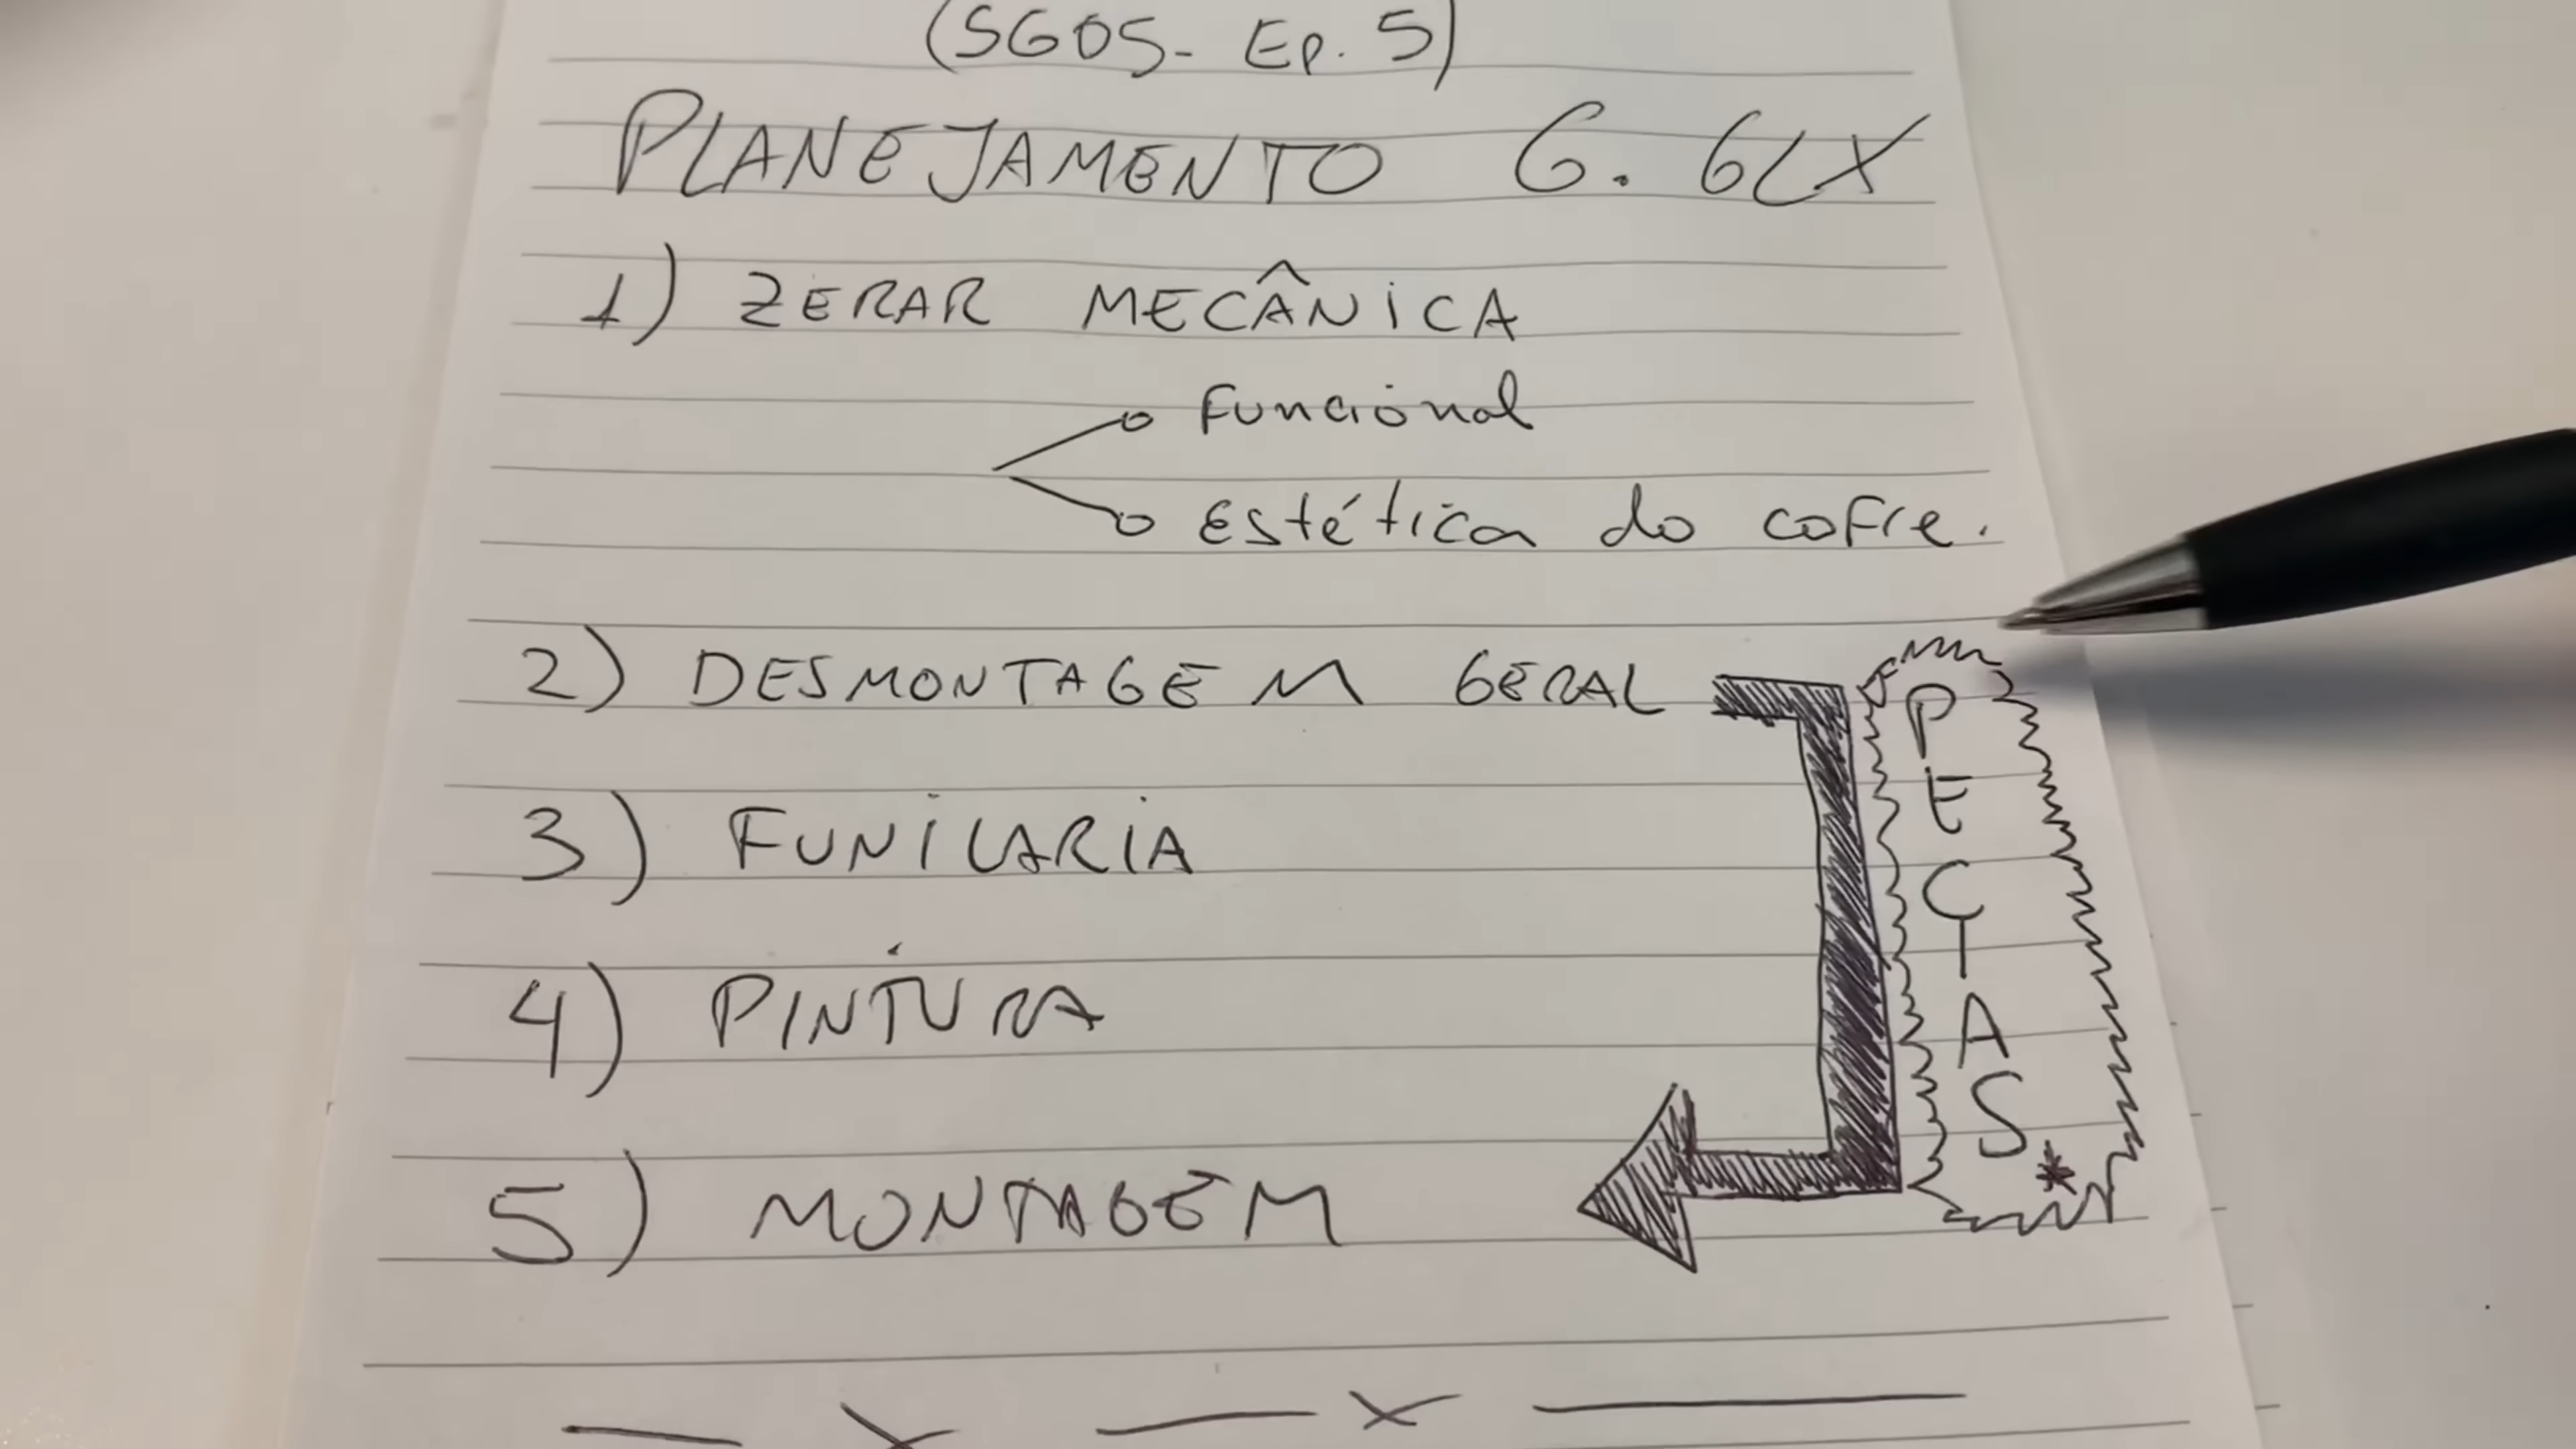 (SGOS - Ep. 5)
PLANEJAMENTO G. GLX
1) ZERAR MECÂNICA
Funcional
Estética do cofre.
2) DESMONTAGEM GERAL
3) FUNILARIA
4) PINTURA
5) MONTAGEM
PEÇAS*